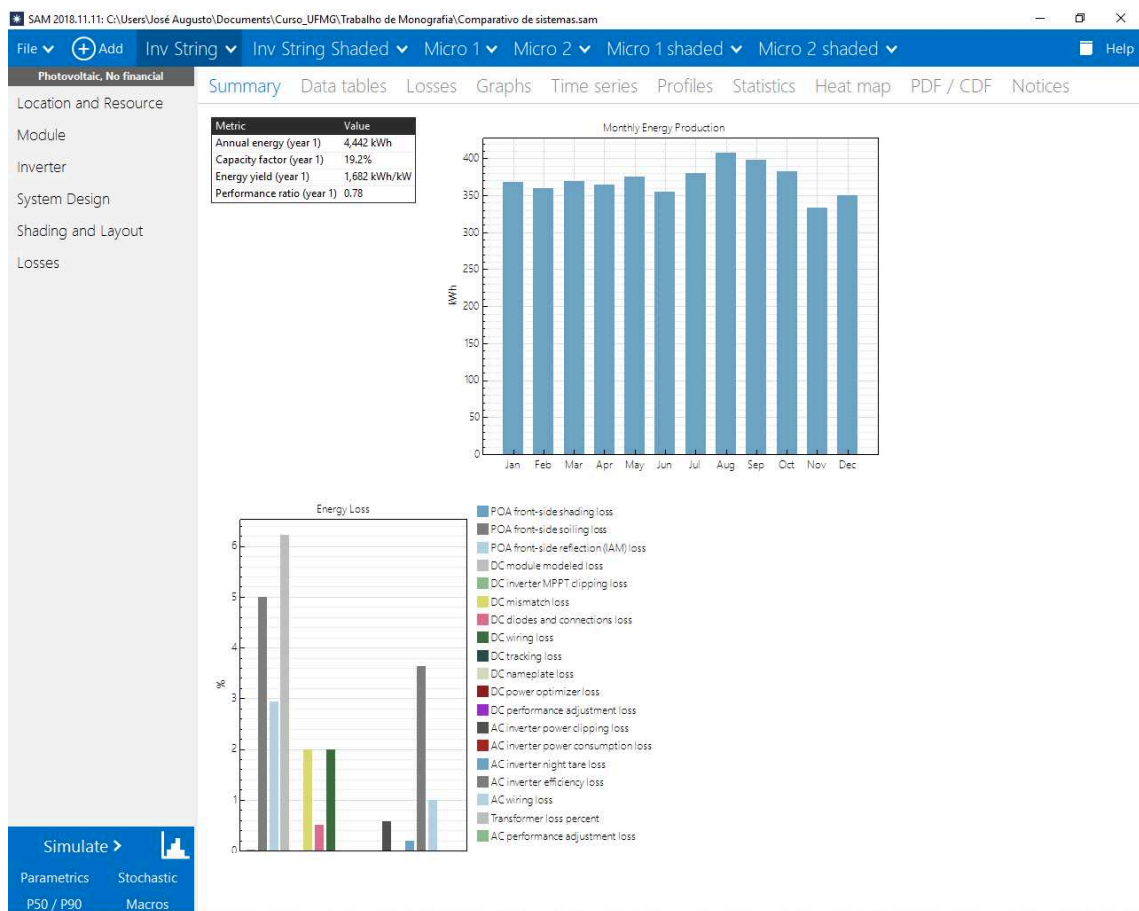 SAM 2018.11.11: C:\Users\José Augusto\Documents\Curso_UFMG\Trabalho de Monografia\Comparativo de sistemas.sam
File Add Inv String Inv String Shaded Micro 1 Micro 2 Micro 1 shaded Micro 2 shaded Help
Photovoltaic, No financial
Location and Resource
Module
Inverter
System Design
Shading and Layout
Losses
Summary Data tables Losses Graphs Time series Profiles Statistics Heat map PDF / CDF Notices
Metric Value
Annual energy (year 1) 4,442 kWh
Capacity factor (year 1) 19.2%
Energy yield (year 1) 1,682 kWh/kW
Performance ratio (year 1) 0.78
Monthly Energy Production
kWh
400
350
300
250
200
150
100
50
0
Jan Feb Mar Apr May Jun Jul Aug Sep Oct Nov Dec
Energy Loss
%
6
5
4
3
2
1
0
POA front-side shading loss
POA front-side soiling loss
POA front-side reflection (IAM) loss
DC module modeled loss
DC inverter MPPT clipping loss
DC mismatch loss
DC diodes and connections loss
DC wiring loss
DC tracking loss
DC nameplate loss
DC power optimizer loss
DC performance adjustment loss
AC inverter power clipping loss
AC inverter power consumption loss
AC inverter night tare loss
AC inverter efficiency loss
AC wiring loss
Transformer loss percent
AC performance adjustment loss
Simulate >
Parametrics Stochastic
P50 / P90 Macros